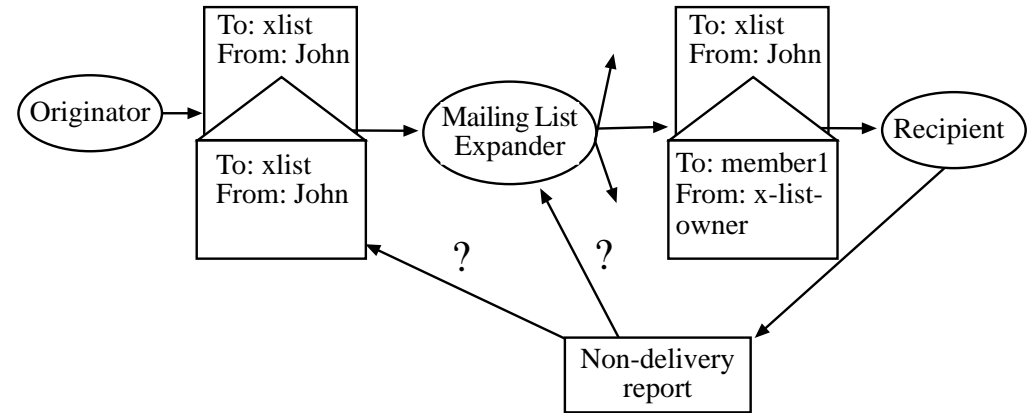 Originator
To: xlist
From: John
To: xlist
From: John
Mailing List
Expander
To: xlist
From: John
To: member1
From: x-list-
owner
Recipient
?
?
Non-delivery
report